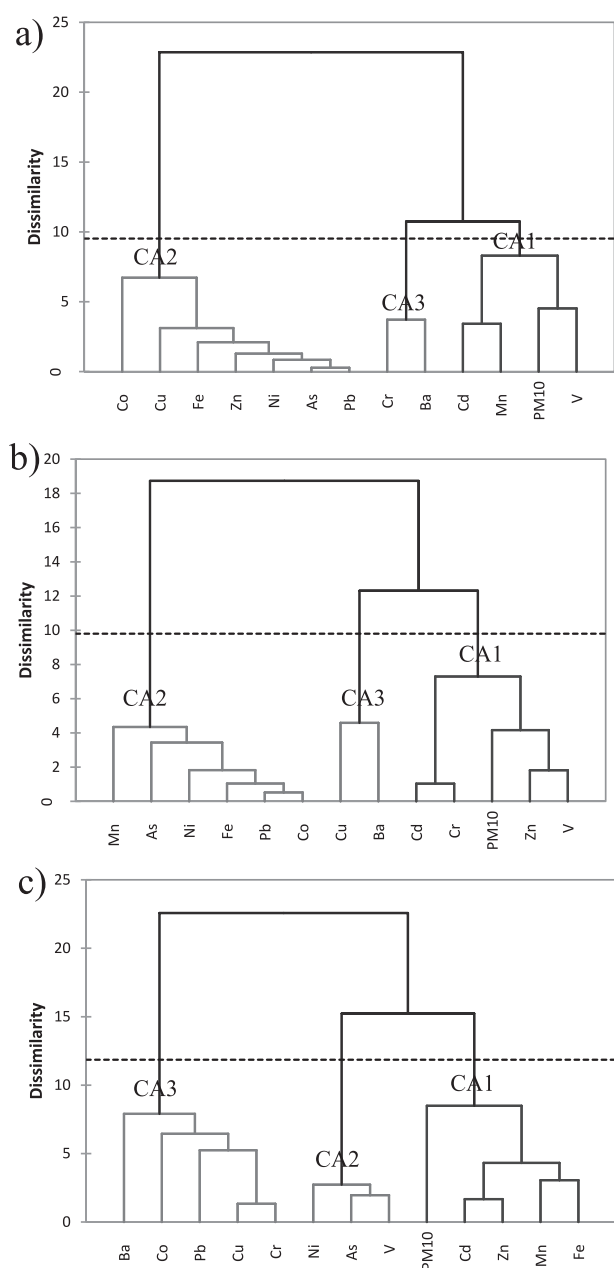 a)
25
20
15
10
5
0
Dissimilarity
CA2
CA1
CA3
Co Cu Fe Zn Ni As Pb Cr Ba Cd Mn PM10 V
b)
20
18
16
14
12
10
8
6
4
2
0
Dissimilarity
CA1
CA2
CA3
Mn As Ni Fe Pb Co Cu Ba Cd Cr PM10 Zn V
c)
25
20
15
10
5
0
Dissimilarity
CA3
CA1
CA2
Ba Co Pb Cu Cr Ni As V PM10 Cd Zn Mn Fe